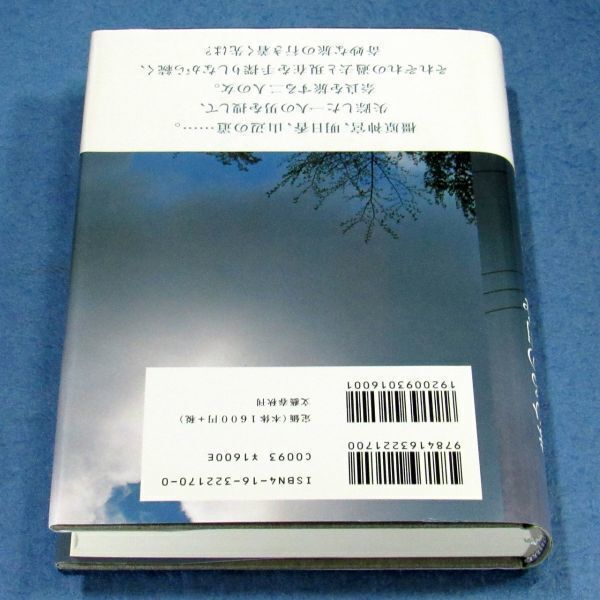 ISBN4-16-322170-0
C0093 ¥1600E
定価(本体1600円+税)
文藝春秋刊
9784163221700
1920093016001
橿原神宮、明日香、山辺の道……。
失踪した一人の男を捜して、
奈良を旅する二人の女。
それぞれの過去と現在を手探りしながら続く、
奇妙な旅の行き着く先は?